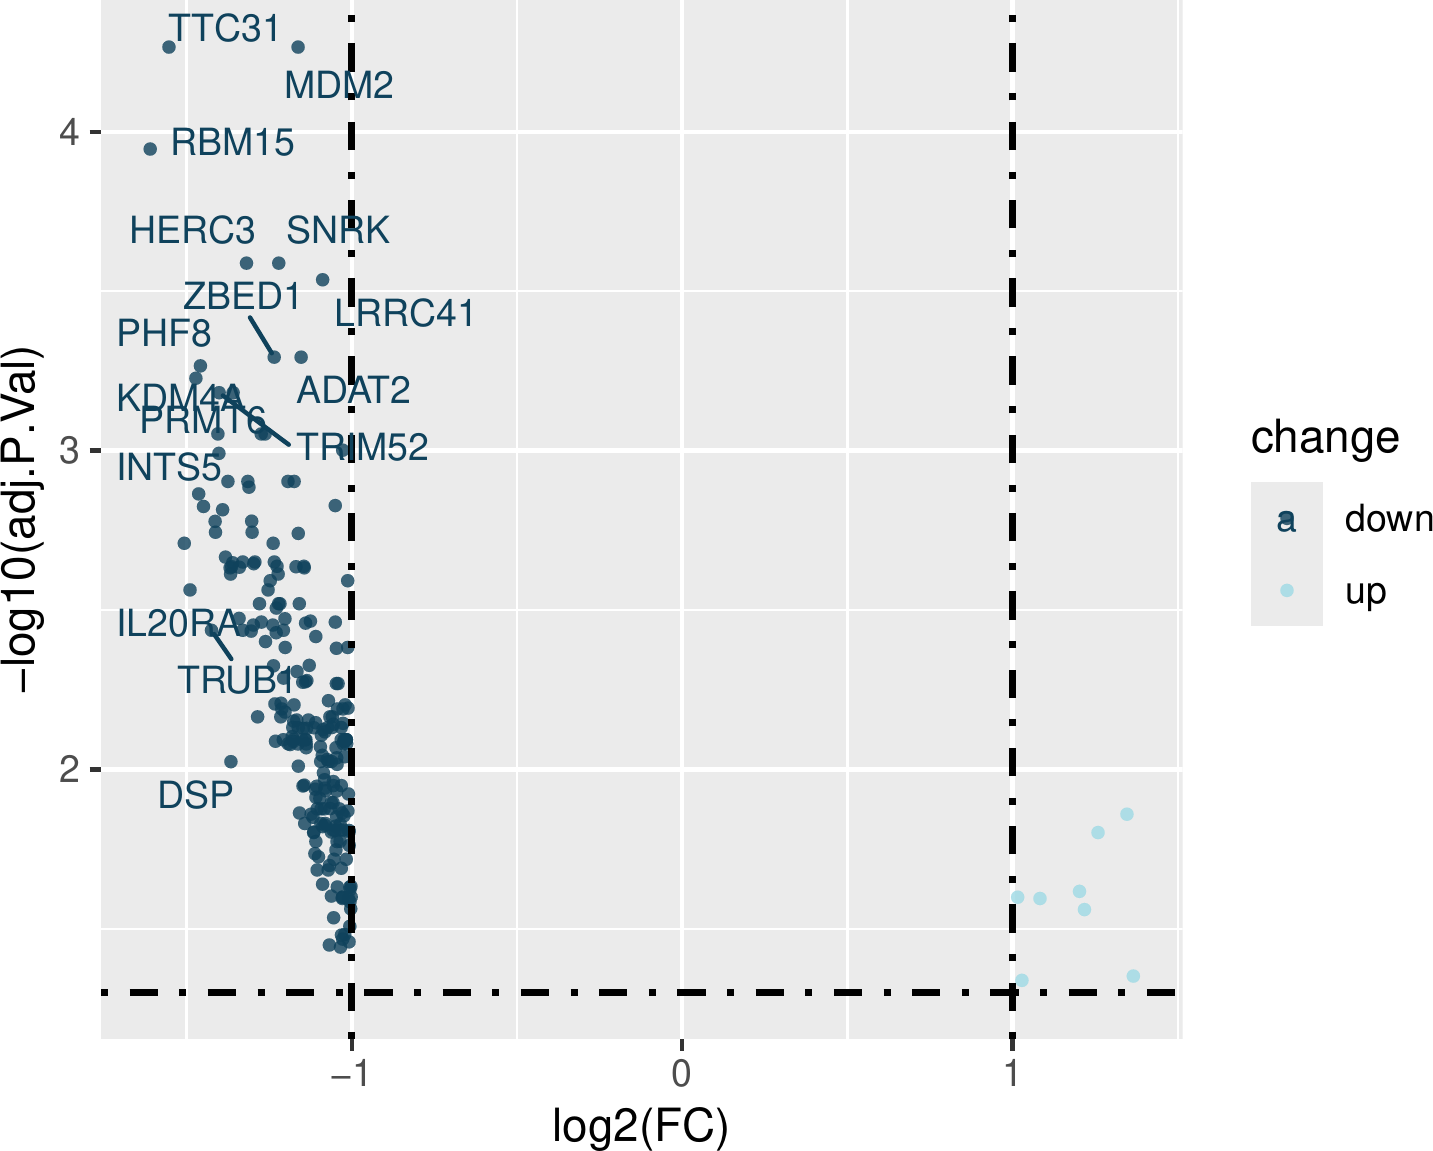 TTC31
MDM2
4
RBM15
HERC3 SNRK
ZBED1
LRRC41
PHF8
−log10(adj.P.Val)
KDM4A
ADAT2
PRMT6
TRIM52
3
INTS5
change
a down
up
IL20RA
TRUB1
2
DSP
−1 0 1
log2(FC)